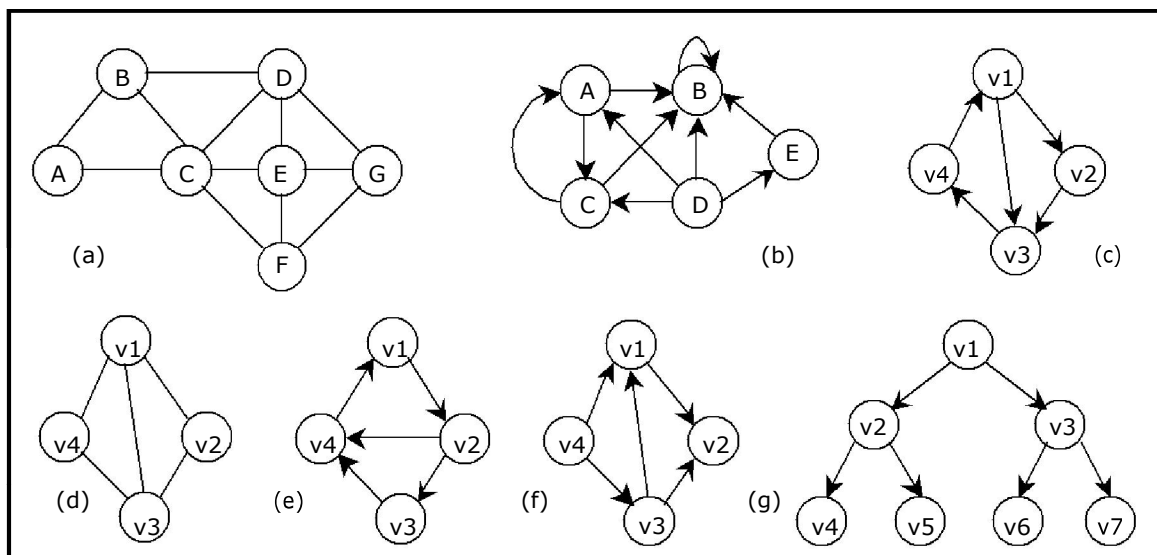 B D
A C E G
F
(a)
A B
E
C D
(b)
v1
v4 v2
v3
(c)
v1
v4 v2
v3
(d)
v1
v4 v2
v3
(e)
v1
v4 v2
v3
(f)
v1
v2 v3
v4 v5 v6 v7
(g)